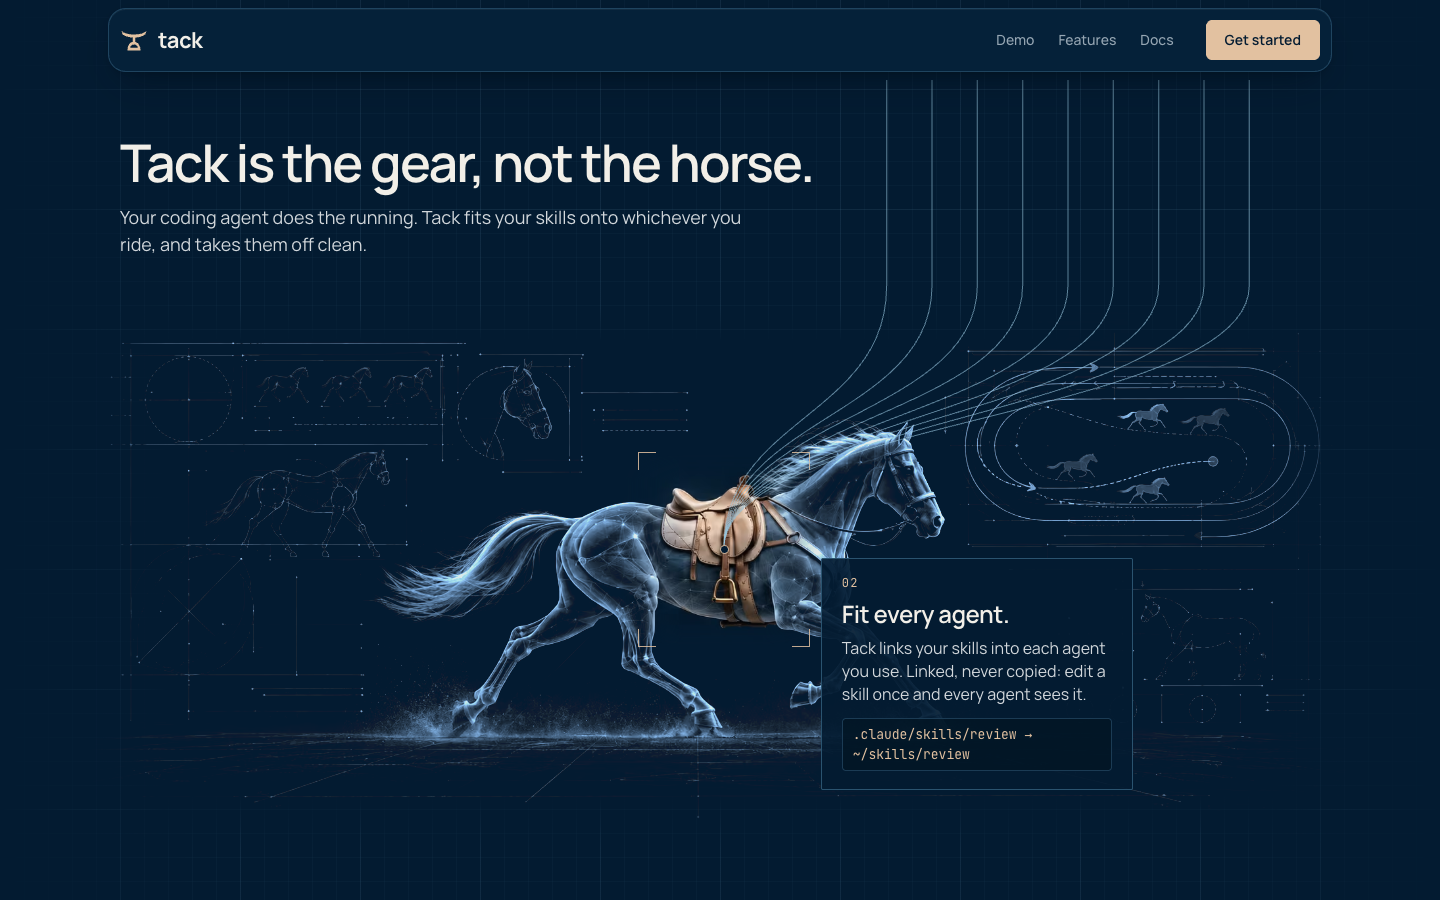 tack
Demo
Features
Docs
Get started
Tack is the gear, not the horse.
Your coding agent does the running. Tack fits your skills onto whichever you
ride, and takes them off clean.
02
Fit every agent.
Tack links your skills into each agent
you use. Linked, never copied: edit a
skill once and every agent sees it.
.claude/skills/review →
~/skills/review